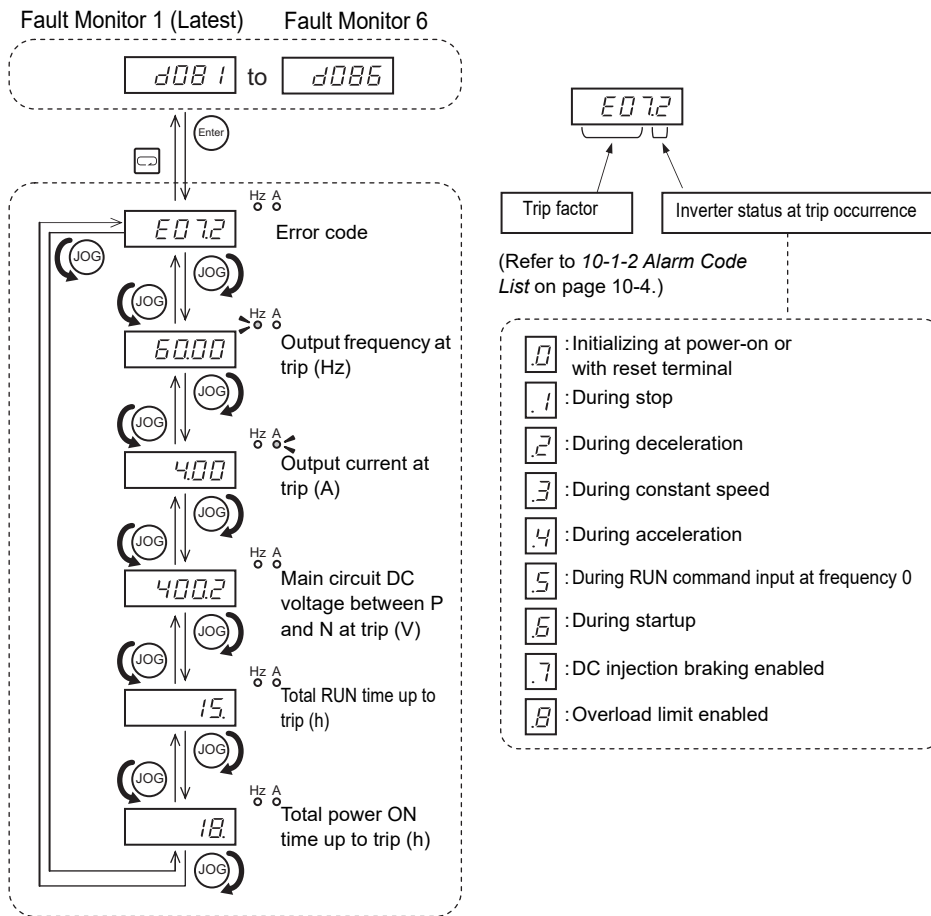 Fault Monitor 1 (Latest)
Fault Monitor 6
d081 to d086
Enter
Hz A
E07.2
Error code
JOG
JOG
JOG
Hz A
60.00
Output frequency at
trip (Hz)
JOG
JOG
Hz A
4.00
Output current at
trip (A)
JOG
JOG
Hz A
400.2
Main circuit DC
voltage between P
and N at trip (V)
JOG
JOG
Hz A
15.
Total RUN time up to
trip (h)
JOG
JOG
Hz A
18.
Total power ON
time up to trip (h)
JOG
E07.2
Trip factor
Inverter status at trip occurrence
(Refer to 10-1-2 Alarm Code
List on page 10-4.)
.0 : Initializing at power-on or
with reset terminal
.1 : During stop
.2 : During deceleration
.3 : During constant speed
.4 : During acceleration
.5 : During RUN command input at frequency 0
.6 : During startup
.7 : DC injection braking enabled
.8 : Overload limit enabled